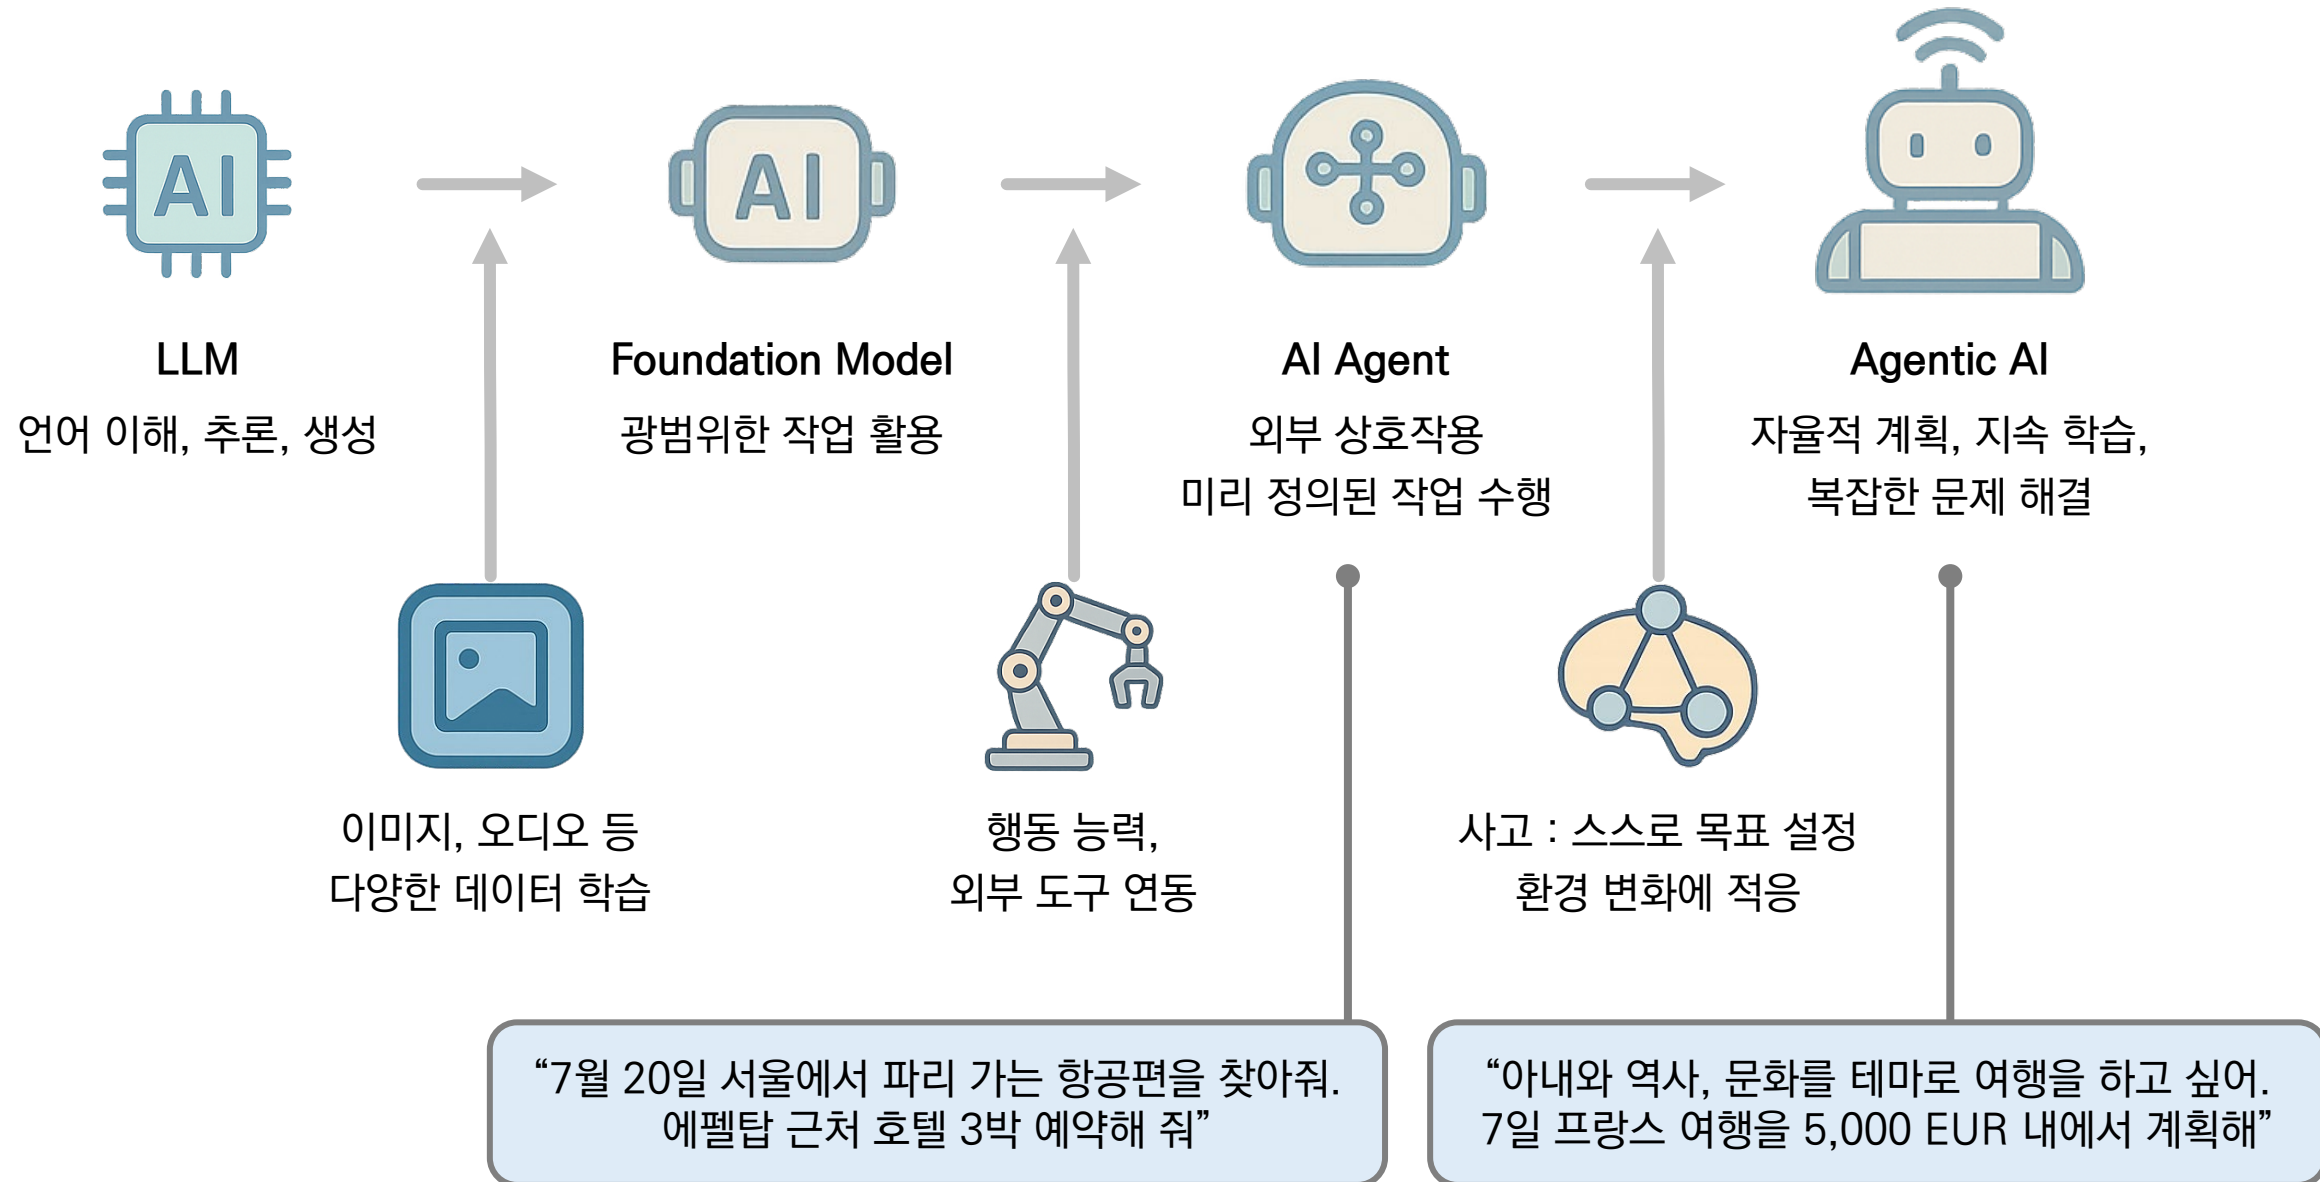 AI
AI
LLM
언어 이해, 추론, 생성
Foundation Model
광범위한 작업 활용
AI Agent
외부 상호작용
미리 정의된 작업 수행
Agentic AI
자율적 계획, 지속 학습,
복잡한 문제 해결
이미지, 오디오 등
다양한 데이터 학습
행동 능력,
외부 도구 연동
사고 : 스스로 목표 설정
환경 변화에 적응
“7월 20일 서울에서 파리 가는 항공편을 찾아줘.
에펠탑 근처 호텔 3박 예약해 줘”
“아내와 역사, 문화를 테마로 여행을 하고 싶어.
7일 프랑스 여행을 5,000 EUR 내에서 계획해”